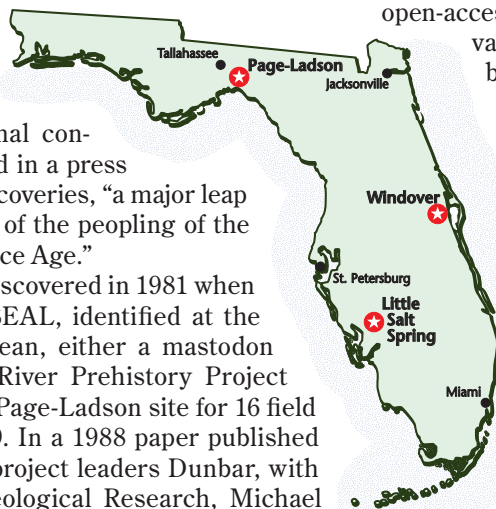 open-acces
va
b
Tallahassee
Page-Ladson
Jacksonville
nal con-
d in a press
coveries, “a major leap
of the peopling of the
ce Age.”
scovered in 1981 when
SEAL, identified at the
ean, either a mastodon
River Prehistory Project
Page-Ladson site for 16 field
9. In a 1988 paper published
project leaders Dunbar, with
eological Research, Michael
Windover
St. Petersburg
Little
Salt
Spring
Miami